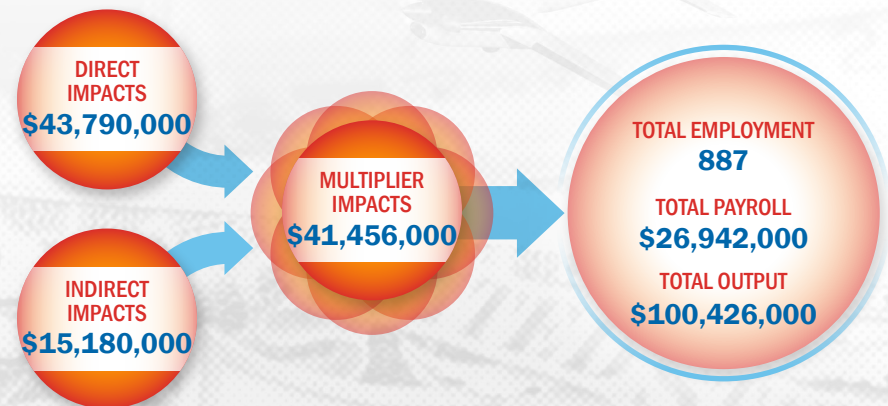 DIRECT
IMPACTS
$43,790,000
INDIRECT
IMPACTS
$15,180,000
MULTIPLIER
IMPACTS
$41,456,000
TOTAL EMPLOYMENT
887
TOTAL PAYROLL
$26,942,000
TOTAL OUTPUT
$100,426,000